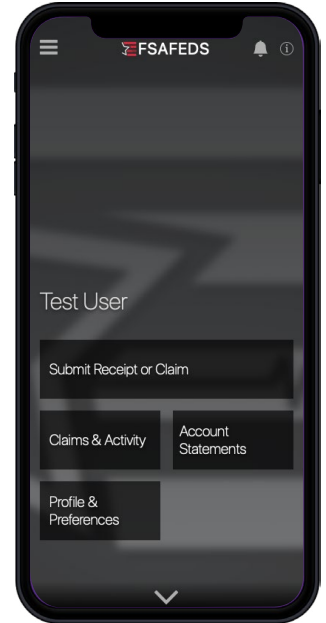 FSAFEDS
Test User
Submit Receipt or Claim
Claims & Activity
Account
Statements
Profile &
Preferences